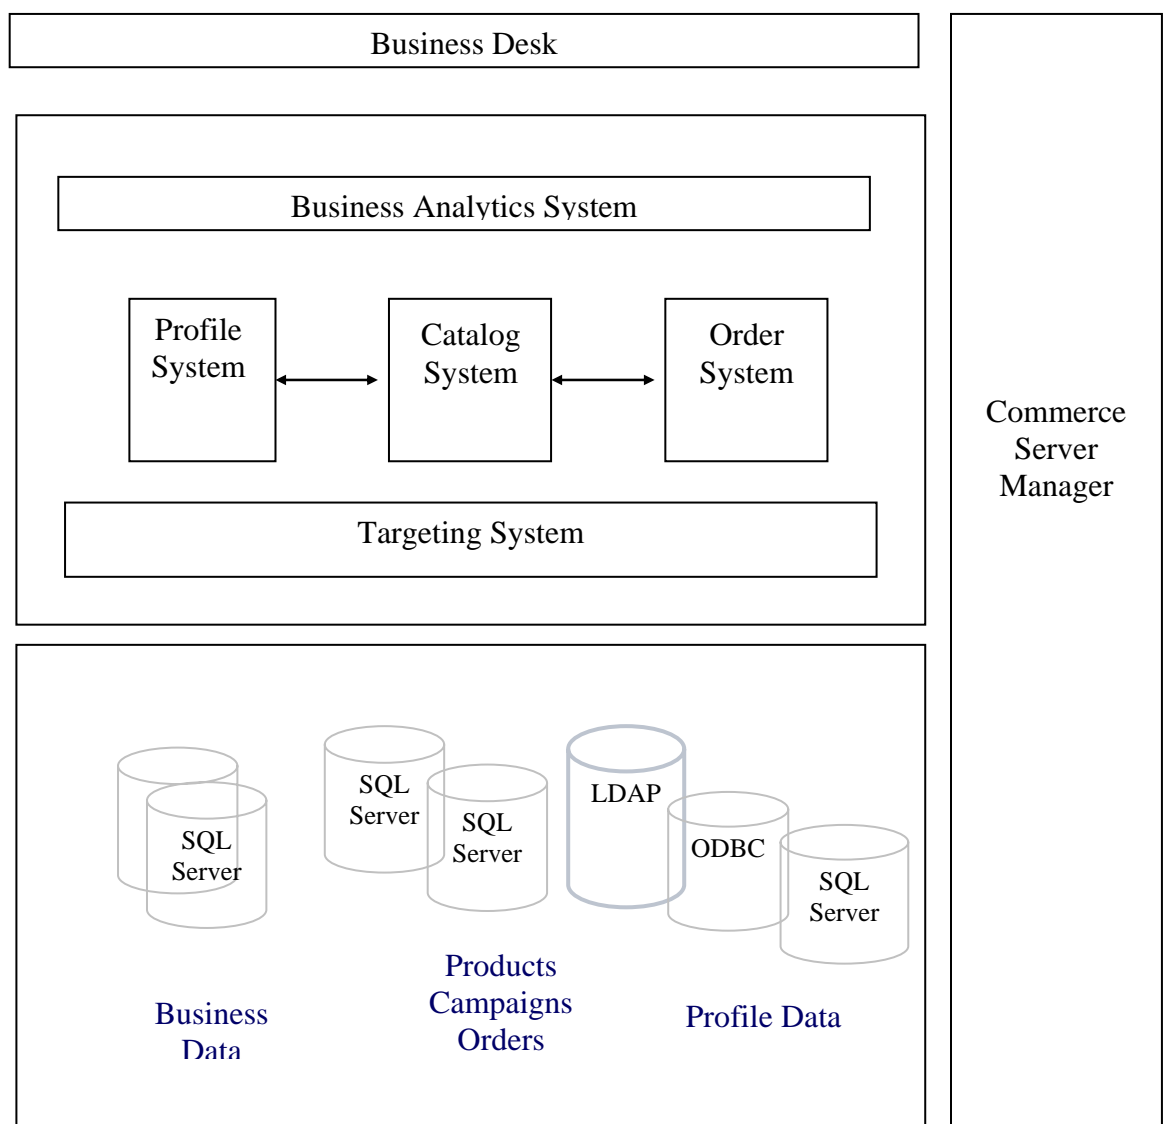 Business Desk
Business Analytics System
Profile
System
Catalog
System
Order
System
Targeting System
Commerce
Server
Manager
SQL
Server
SQL
Server
SQL
Server
LDAP
ODBC
SQL
Server
Business
Data
Products
Campaigns
Orders
Profile Data